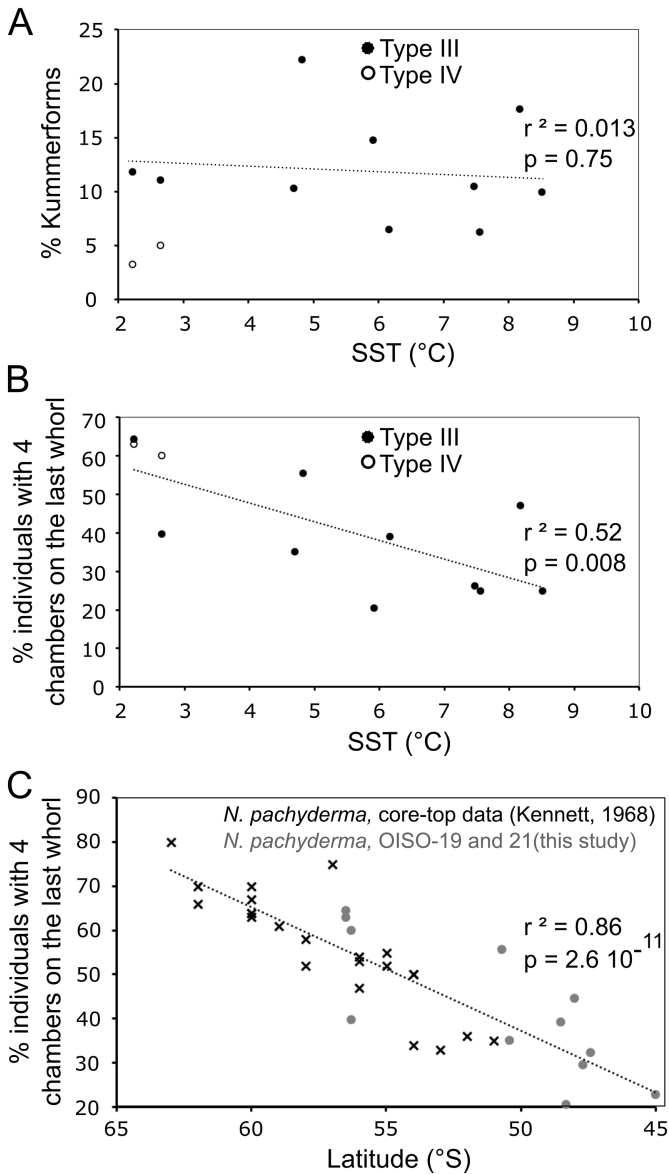 A
% Kummerforms
25
20
15
10
5
0
Type III
Type IV
r ² = 0.013
p = 0.75
2 3 4 5 6 7 8 9 10
SST (°C)
B
% individuals with 4
chambers on the last whorl
70
60
50
40
30
20
10
0
Type III
Type IV
r ² = 0.52
p = 0.008
2 3 4 5 6 7 8 9 10
SST (°C)
C
% individuals with 4
chambers on the last whorl
90
80
70
60
50
40
30
20
N. pachyderma, core-top data (Kennett, 1968)
N. pachyderma, OISO-19 and 21(this study)
r ² = 0.86
p = 2.6 10⁻¹¹
65 60 55 50 45
Latitude (°S)